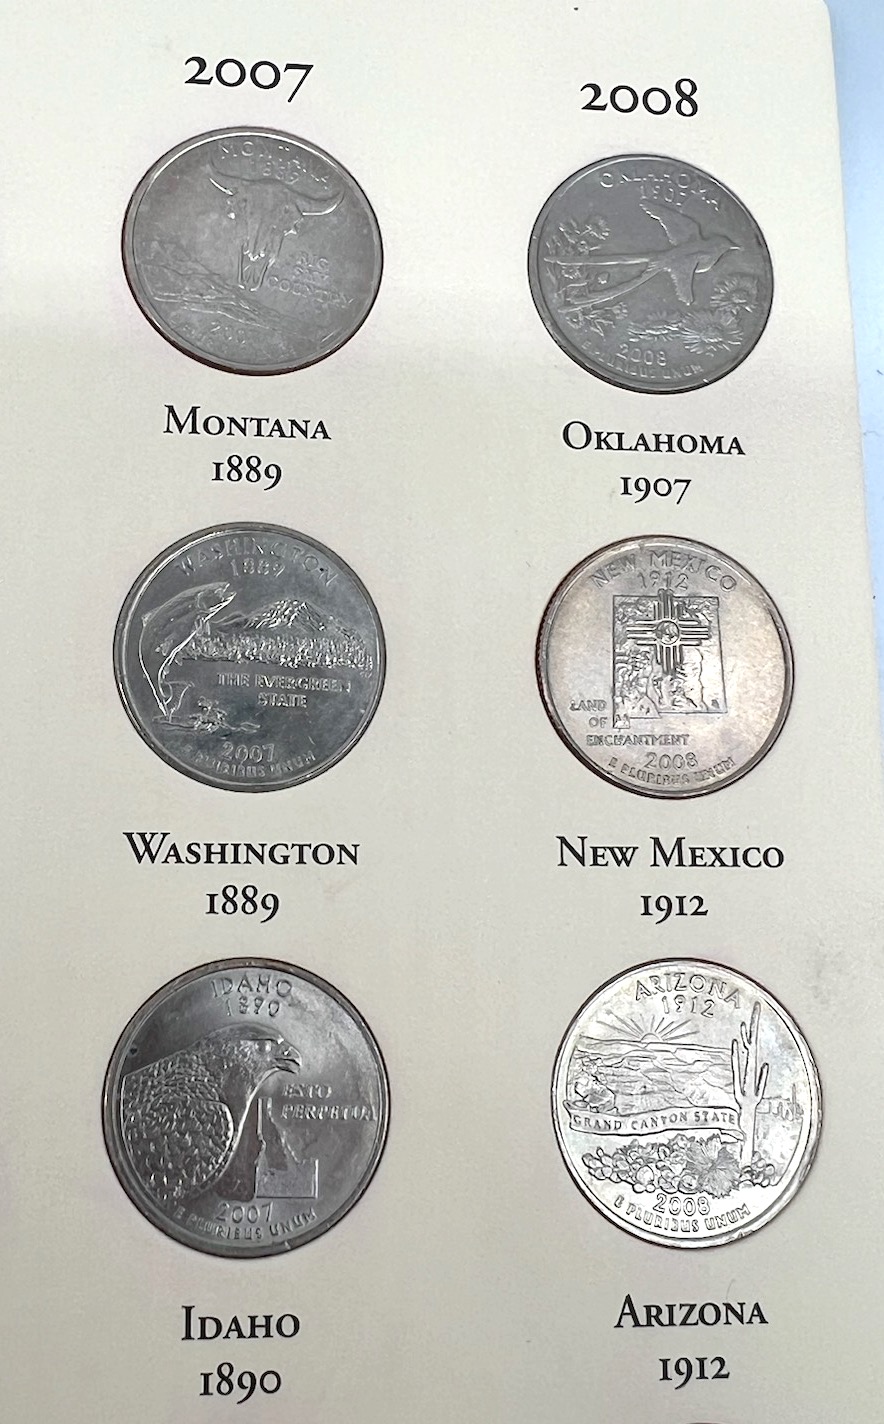 2007
MONTANA
1889
BIG
SKY
COUNTRY
2007
Montana
1889
WASHINGTON
1889
THE EVERGREEN
STATE
2007
E PLURIBUS UNUM
Washington
1889
IDAHO
1890
ESTO
PERPETUA
2007
E PLURIBUS UNUM
Idaho
1890
2008
OKLAHOMA
1907
2008
E PLURIBUS UNUM
Oklahoma
1907
NEW MEXICO
1912
LAND
OF
ENCHANTMENT
2008
E PLURIBUS UNUM
New Mexico
1912
ARIZONA
1912
GRAND CANYON STATE
2008
E PLURIBUS UNUM
Arizona
1912